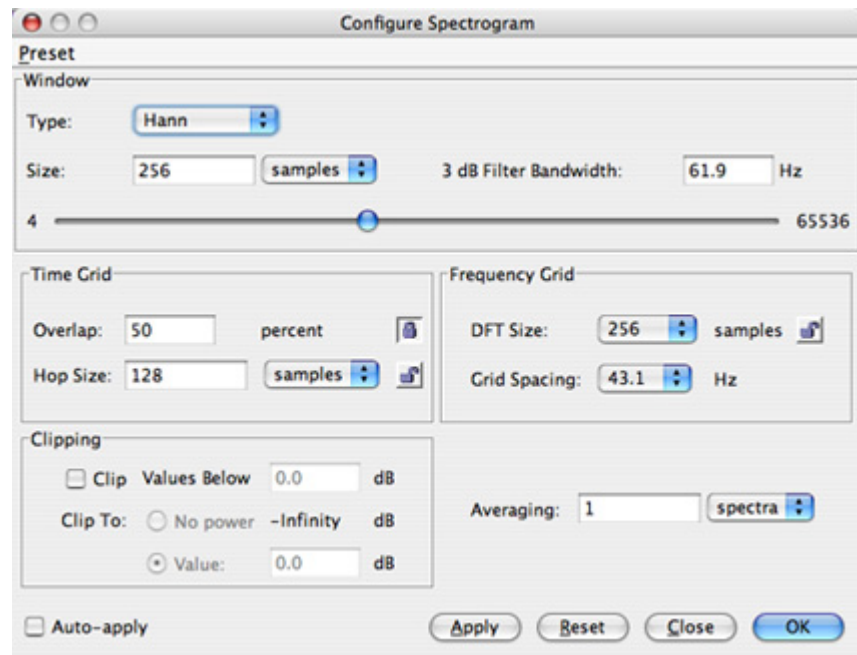 Configure Spectrogram
Preset
Window
Type: Hann
Size: 256 samples 3 dB Filter Bandwidth: 61.9 Hz
4 65536
Time Grid
Overlap: 50 percent
Hop Size: 128 samples
Frequency Grid
DFT Size: 256 samples
Grid Spacing: 43.1 Hz
Clipping
Clip Values Below 0.0 dB
Clip To: No power -Infinity dB
Value: 0.0 dB
Averaging: 1 spectra
Auto-apply Apply Reset Close OK